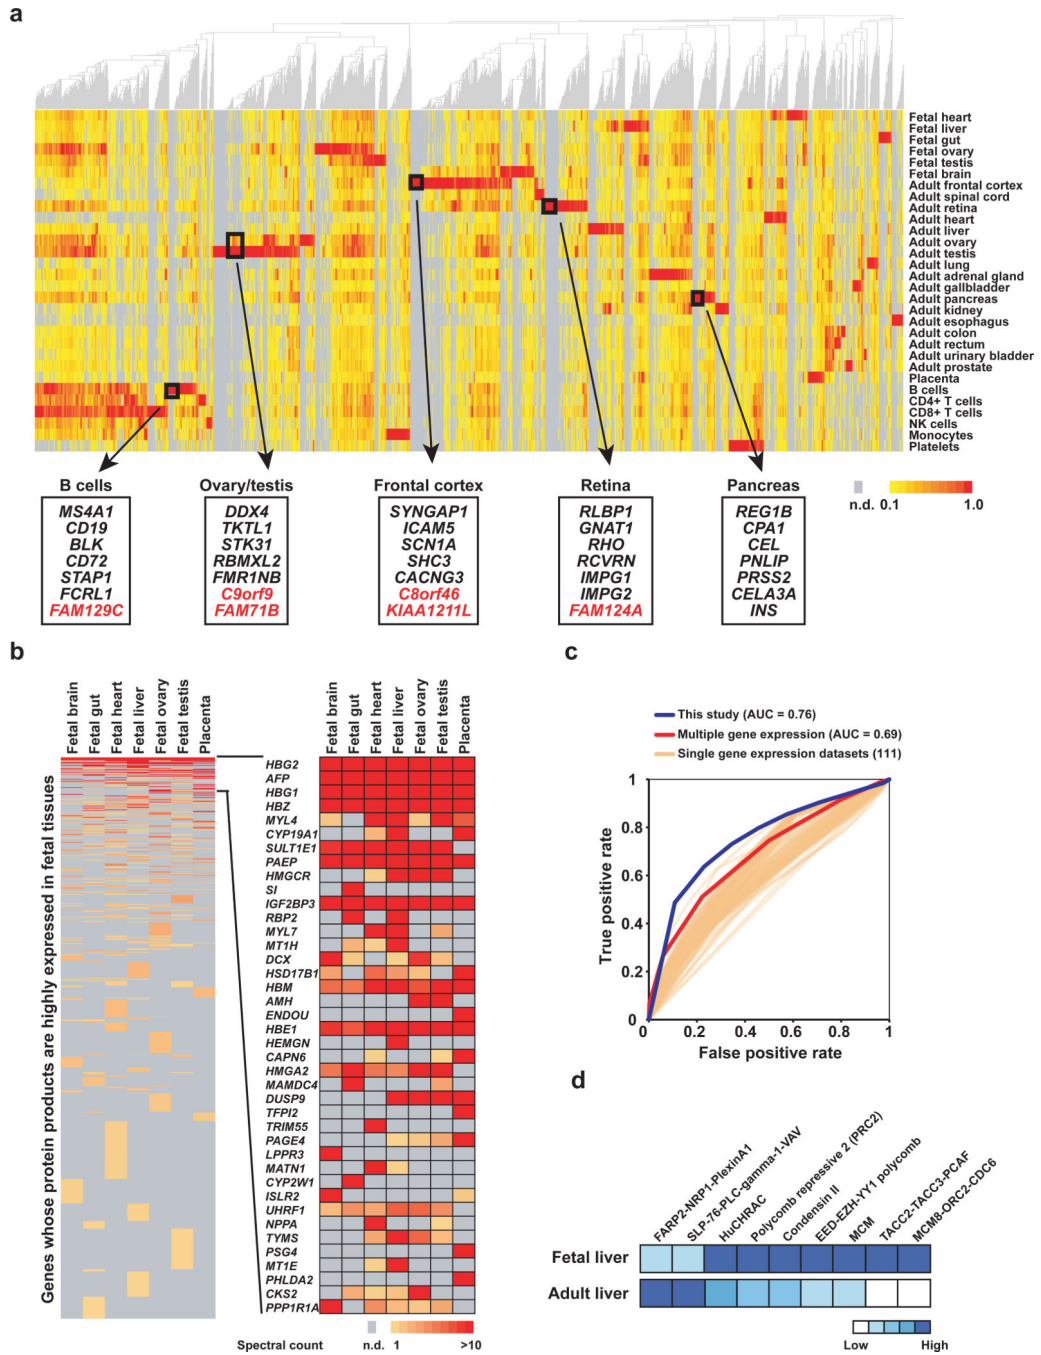 a
Fetal heart
Fetal liver
Fetal gut
Fetal ovary
Fetal testis
Fetal brain
Adult frontal cortex
Adult spinal cord
Adult retina
Adult heart
Adult liver
Adult ovary
Adult testis
Adult lung
Adult adrenal gland
Adult gallbladder
Adult pancreas
Adult kidney
Adult esophagus
Adult colon
Adult rectum
Adult urinary bladder
Adult prostate
Placenta
B cells
CD4+ T cells
CD8+ T cells
NK cells
Monocytes
Platelets
n.d. 0.1 1.0
B cells
MS4A1
CD19
BLK
CD72
STAP1
FCRL1
FAM129C
Ovary/testis
DDX4
TKTL1
STK31
RBMXL2
FMR1NB
C9orf9
FAM71B
Frontal cortex
SYNGAP1
ICAM5
SCN1A
SHC3
CACNG3
C8orf46
KIAA1211L
Retina
RLBP1
GNAT1
RHO
RCVRN
IMPG1
IMPG2
FAM124A
Pancreas
REG1B
CPA1
CEL
PNLIP
PRSS2
CELA3A
INS
b
Genes whose protein products are highly expressed in fetal tissues
Fetal brain
Fetal gut
Fetal heart
Fetal liver
Fetal ovary
Fetal testis
Placenta
Fetal brain
Fetal gut
Fetal heart
Fetal liver
Fetal ovary
Fetal testis
Placenta
HBG2
AFP
HBG1
HBZ
MYL4
CYP19A1
SULT1E1
PAEP
HMGCR
SI
IGF2BP3
RBP2
MYL7
MT1H
DCX
HSD17B1
HBM
AMH
ENDOU
HBE1
HEMGN
CAPN6
HMGA2
MAMDC4
DUSP9
TFPI2
TRIM55
PAGE4
LPPR3
MATN1
CYP2W1
ISLR2
UHRF1
NPPA
TYMS
PSG4
MT1E
PHLDA2
CKS2
PPP1R1A
Spectral count n.d. 1 >10
c
This study (AUC = 0.76)
Multiple gene expression (AUC = 0.69)
Single gene expression datasets (111)
True positive rate
1
0.8
0.6
0.4
0.2
0
0 0.2 0.6 0.8 1
False positive rate
d
FARP2-NRP1-PlexinA1
SLP-76-PLC-gamma-1-VAV
HuCHRAC
Polycomb repressive 2 (PRC2)
Condensin II
EED-EZH-YY1 polycomb
MCM
TACC2-TACC3-PCAF
MCM8-ORC2-CDC6
Fetal liver
Adult liver
Low High